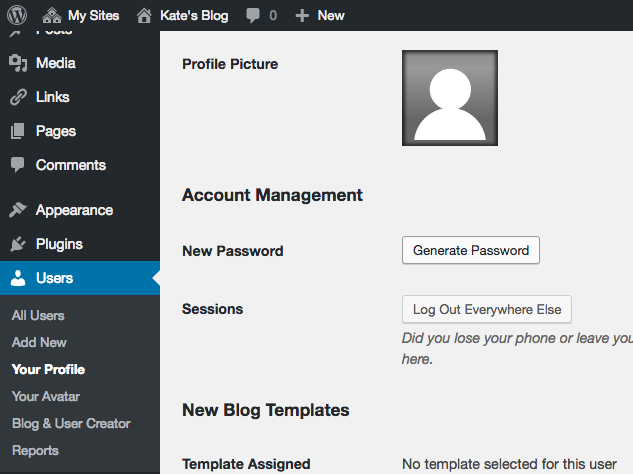 My Sites Kate's Blog 0 New
Posts
Media
Links
Pages
Comments
Appearance
Plugins
Users
All Users
Add New
Your Profile
Your Avatar
Blog & User Creator
Reports
Profile Picture
Account Management
New Password Generate Password
Sessions Log Out Everywhere Else
Did you lose your phone or leave you
here.
New Blog Templates
Template Assigned No template selected for this user